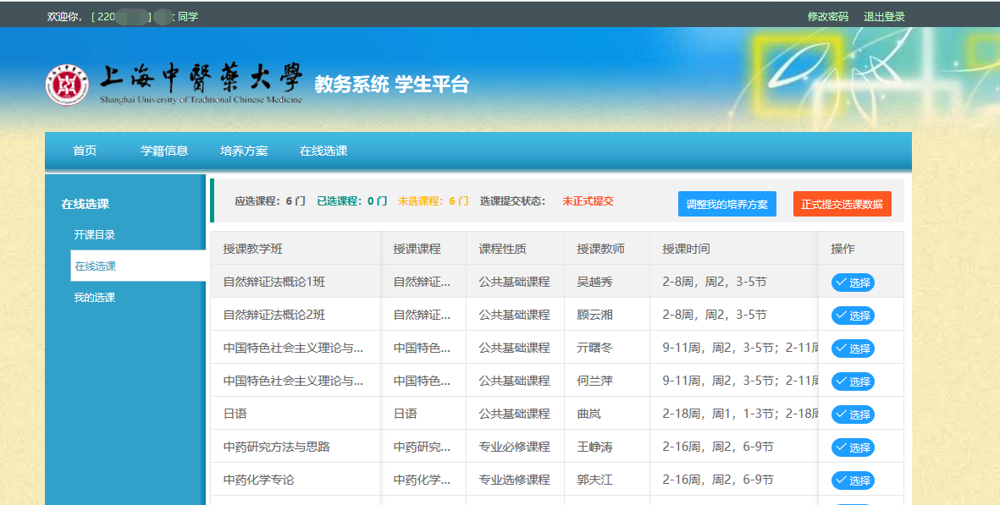 欢迎你， [ 220 ] 同学
修改密码 退出登录
上海中醫藥大學 教务系统 学生平台
Shanghai University of Traditional Chinese Medicine
首页 学籍信息 培养方案 在线选课
在线选课
开课目录
在线选课
我的选课
应选课程：6 门 已选课程：0 门 未选课程：6 门 选课提交状态： 未正式提交 调整我的培养方案 正式提交选课数据
授课教学班 授课课程 课程性质 授课教师 授课时间 操作
自然辩证法概论1班 自然辩证... 公共基础课程 吴越秀 2-8周，周2，3-5节 选择
自然辩证法概论2班 自然辩证... 公共基础课程 顾云湘 2-8周，周2，3-5节 选择
中国特色社会主义理论与... 中国特色... 公共基础课程 亓曙冬 9-11周，周2，3-5节；2-11周 选择
中国特色社会主义理论与... 中国特色... 公共基础课程 何兰萍 9-11周，周2，3-5节；2-11周 选择
日语 日语 公共基础课程 曲岚 2-18周，周1，1-3节；2-18周 选择
中药研究方法与思路 中药研究... 专业必修课程 王峥涛 2-16周，周2，6-9节 选择
中药化学专论 中药化学... 专业选修课程 郭夫江 2-16周，周2，6-9节 选择